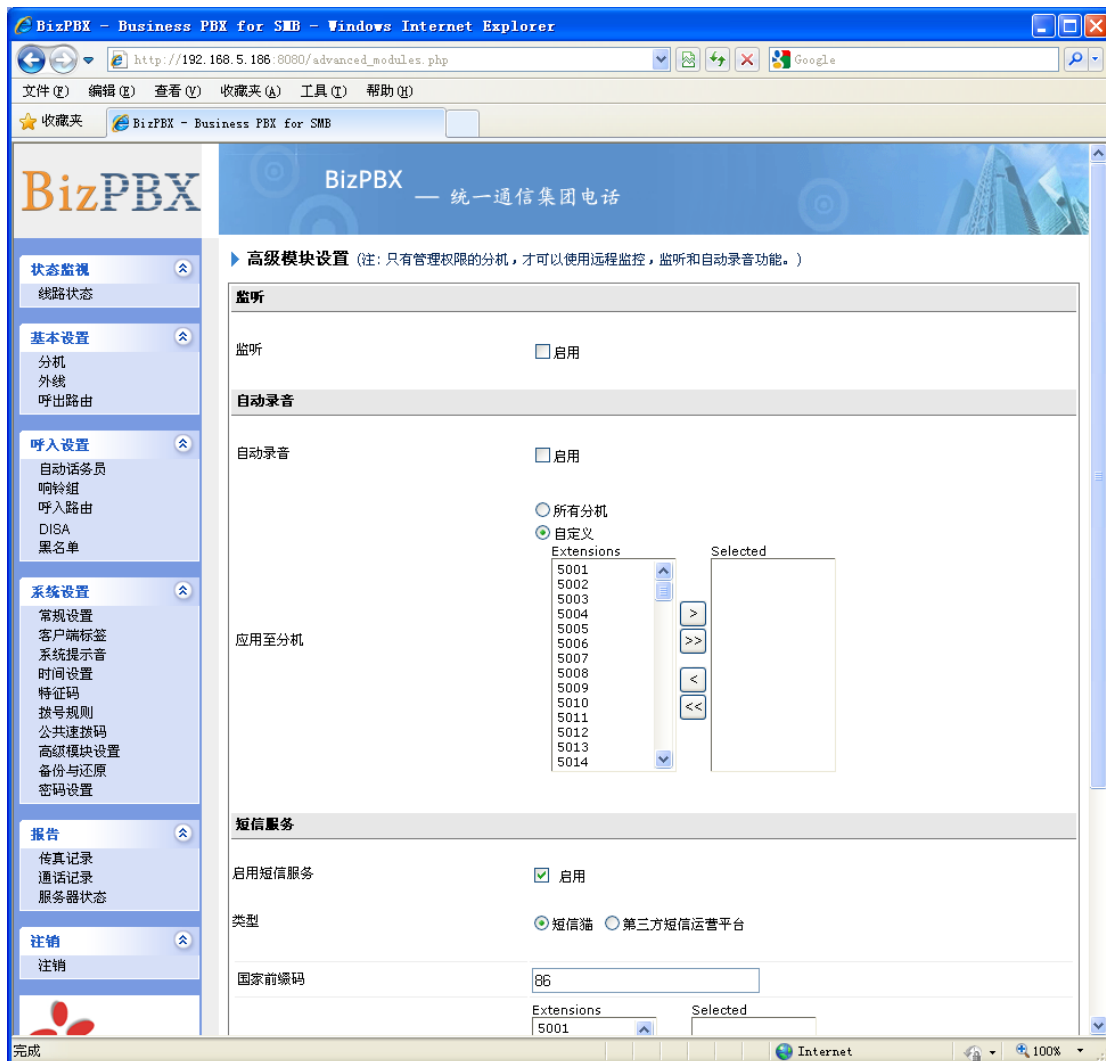 BizPBX - Business PBX for SMB - Windows Internet Explorer
http://192.168.5.186:8080/advanced_modules.php
Google
文件(F) 编辑(E) 查看(V) 收藏夹(A) 工具(T) 帮助(H)
收藏夹
BizPBX - Business PBX for SMB
BizPBX
BizPBX — 统一通信集团电话
状态监视
线路状态
基本设置
分机
外线
呼出路由
呼入设置
自动话务员
响铃组
呼入路由
DISA
黑名单
系统设置
常规设置
客户端标签
系统提示音
时间设置
特征码
拨号规则
公共速拨码
高级模块设置
备份与还原
密码设置
报告
传真记录
通话记录
服务器状态
注销
注销
高级模块设置 (注: 只有管理权限的分机，才可以使用远程监控，监听和自动录音功能。)
监听
监听 启用
自动录音
自动录音 启用
所有分机
自定义
Extensions Selected
应用至分机
5001
5002
5003
5004
5005
5006
5007
5008
5009
5010
5011
5012
5013
5014
>
>>
<
<<
短信服务
启用短信服务 启用
类型 短信猫 第三方短信运营平台
国家前缀码 86
Extensions Selected
5001
完成 Internet 100%